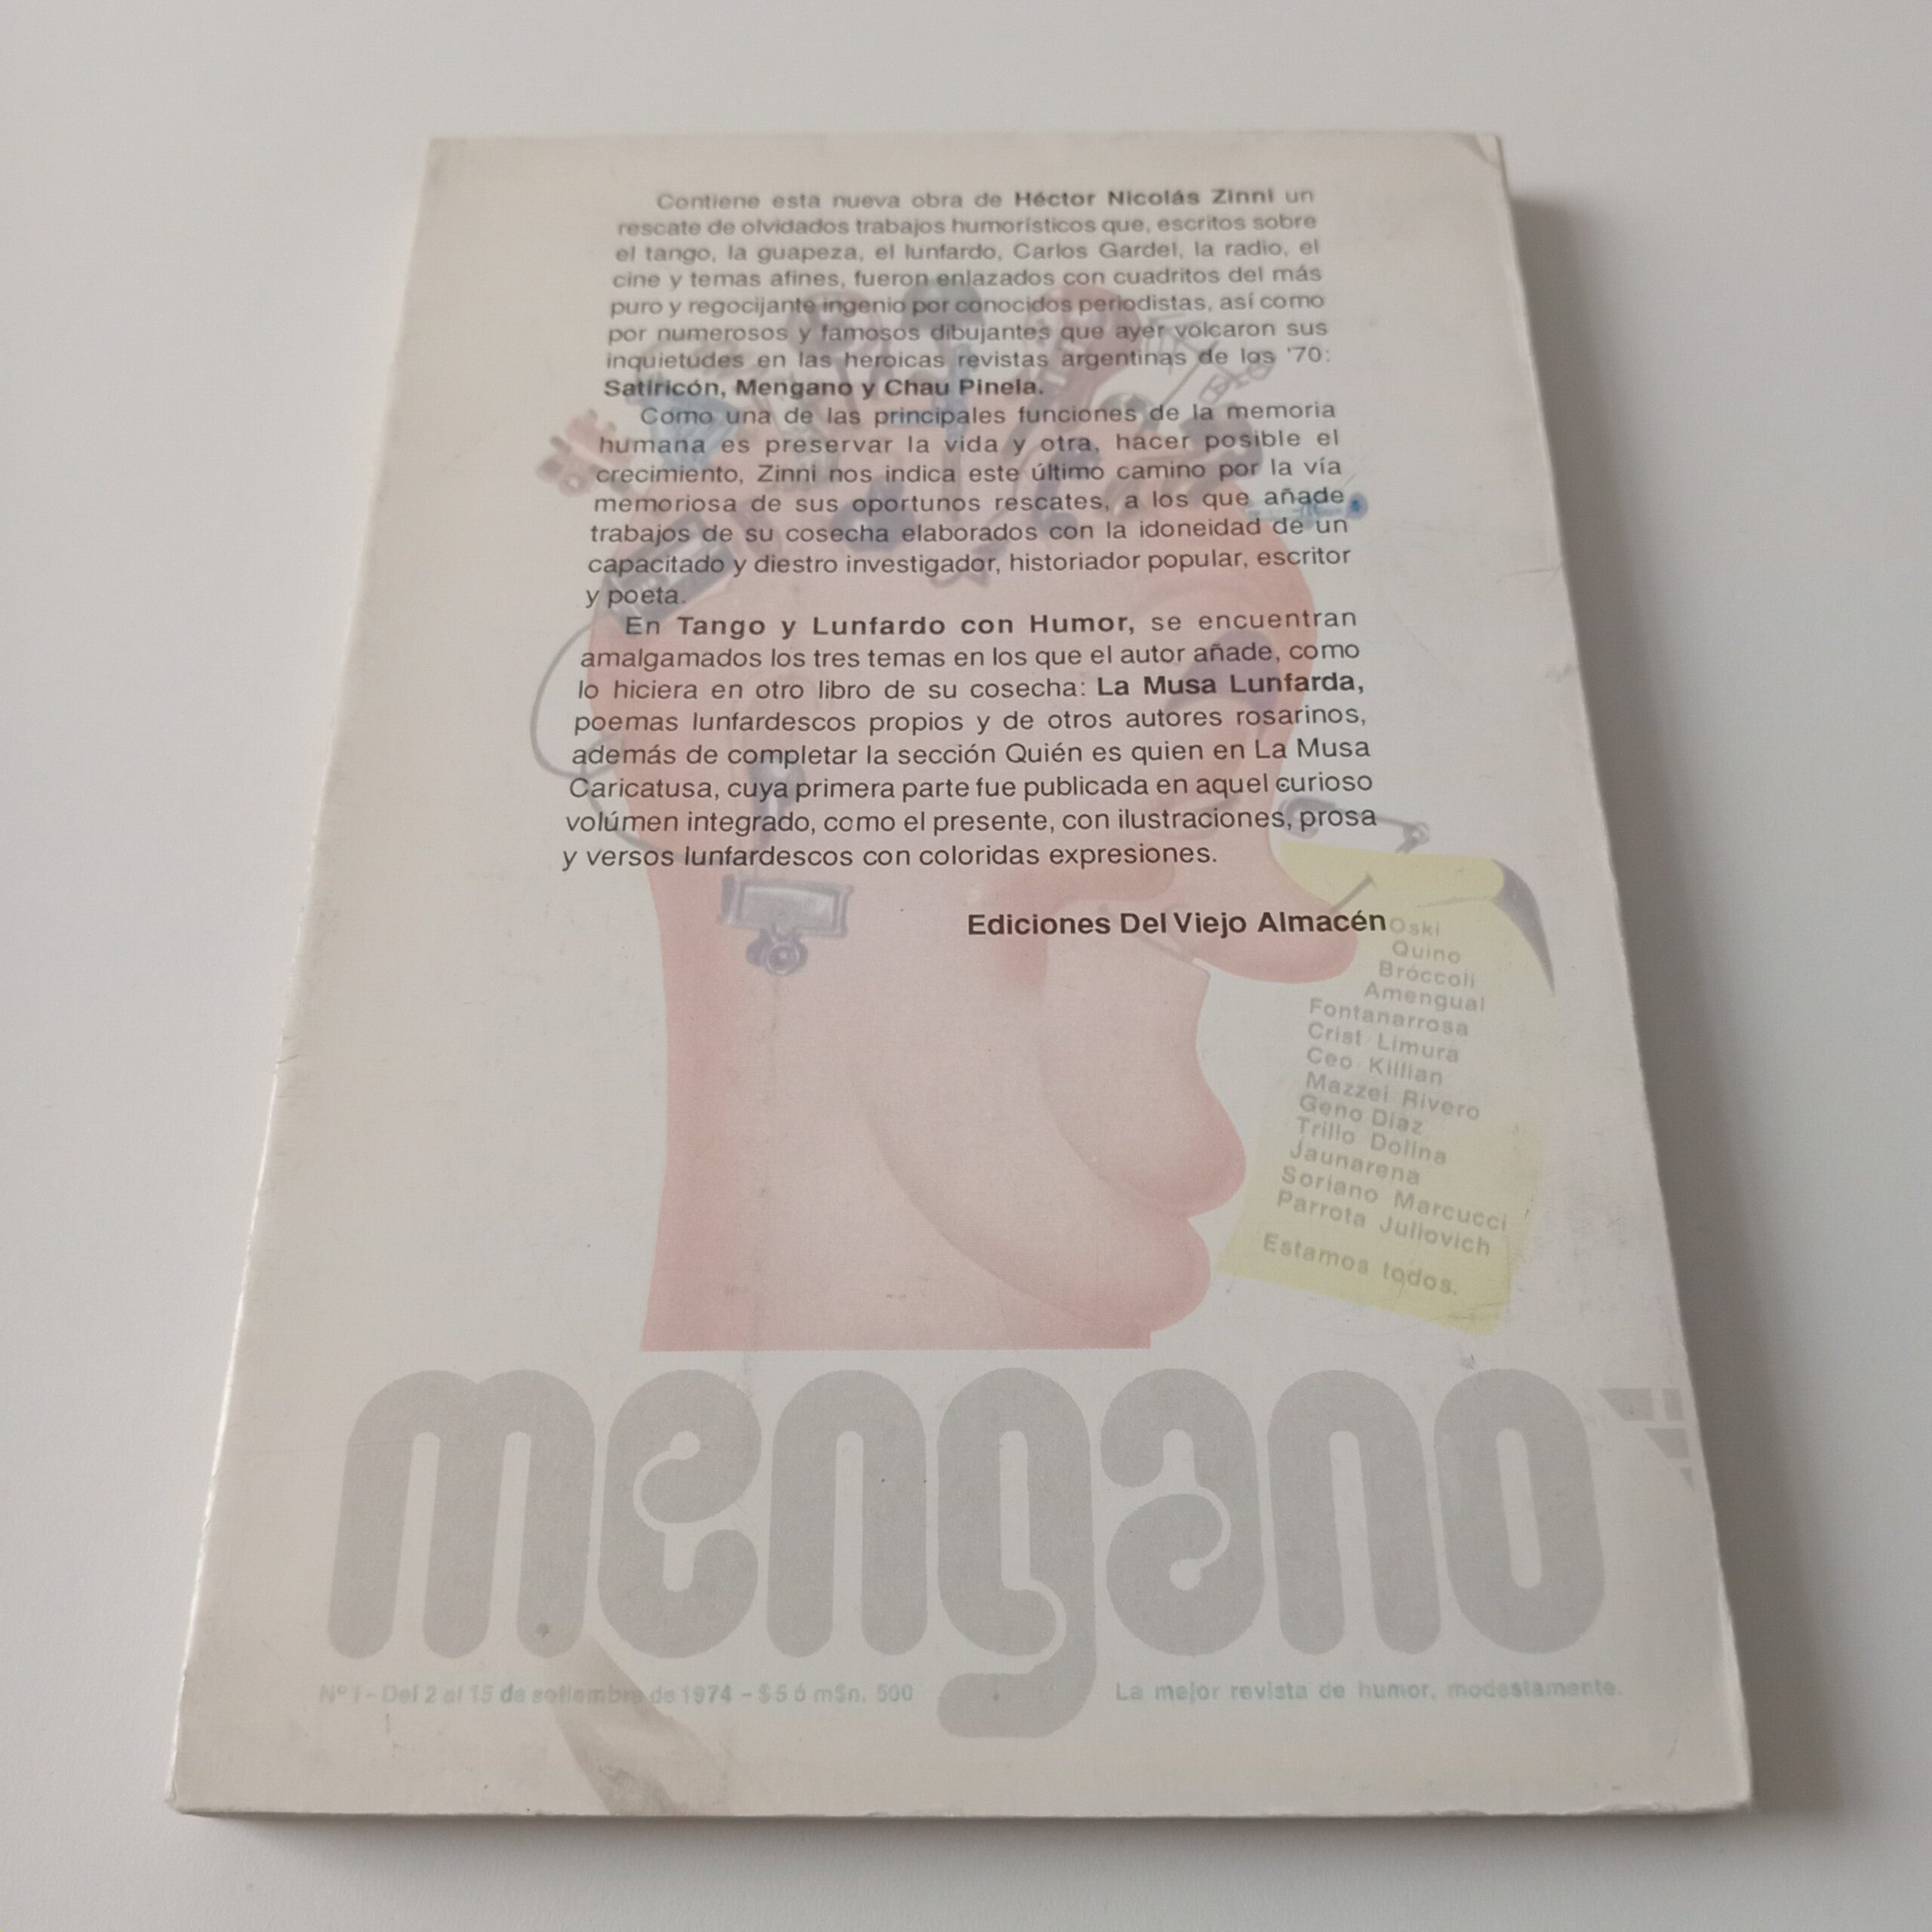 Contiene esta nueva obra de Héctor Nicolás Zinni un
rescate de olvidados trabajos humorísticos que, escritos sobre
el tango, la guapeza, el lunfardo, Carlos Gardel, la radio, el
cine y temas afines, fueron enlazados con cuadritos del más
puro y regocijante ingenio por conocidos periodistas, así como
por numerosos y famosos dibujantes que ayer volcaron sus
inquietudes en las heroicas revistas argentinas de los '70:
Satiricón, Mengano y Chau Pinela.
Como una de las principales funciones de la memoria
humana es preservar la vida y otra, hacer posible el
crecimiento, Zinni nos indica este último camino por la vía
memoriosa de sus oportunos rescates, a los que añade
trabajos de su cosecha elaborados con la idoneidad de un
capacitado y diestro investigador, historiador popular, escritor
y poeta.
En Tango y Lunfardo con Humor, se encuentran
amalgamados los tres temas en los que el autor añade, como
lo hiciera en otro libro de su cosecha: La Musa Lunfarda,
poemas lunfardescos propios y de otros autores rosarinos,
además de completar la sección Quién es quien en La Musa
Caricatusa, cuya primera parte fue publicada en aquel curioso
volúmen integrado, como el presente, con ilustraciones, prosa
y versos lunfardescos con coloridas expresiones.
Ediciones Del Viejo Almacén
Oski
Quino
Bróccoli
Amengual
Fontanarrosa
Crist Limura
Ceo Killian
Mazzei Rivero
Geno Díaz
Trillo Dolina
Jaunarena
Soriano Marcucci
Parrota Jullovich
Estamos todos.
mengano
Nº 1 - Del 2 al 15 de setiembre de 1974 - $ 5 ó m$n. 500
La mejor revista de humor, modestamente.